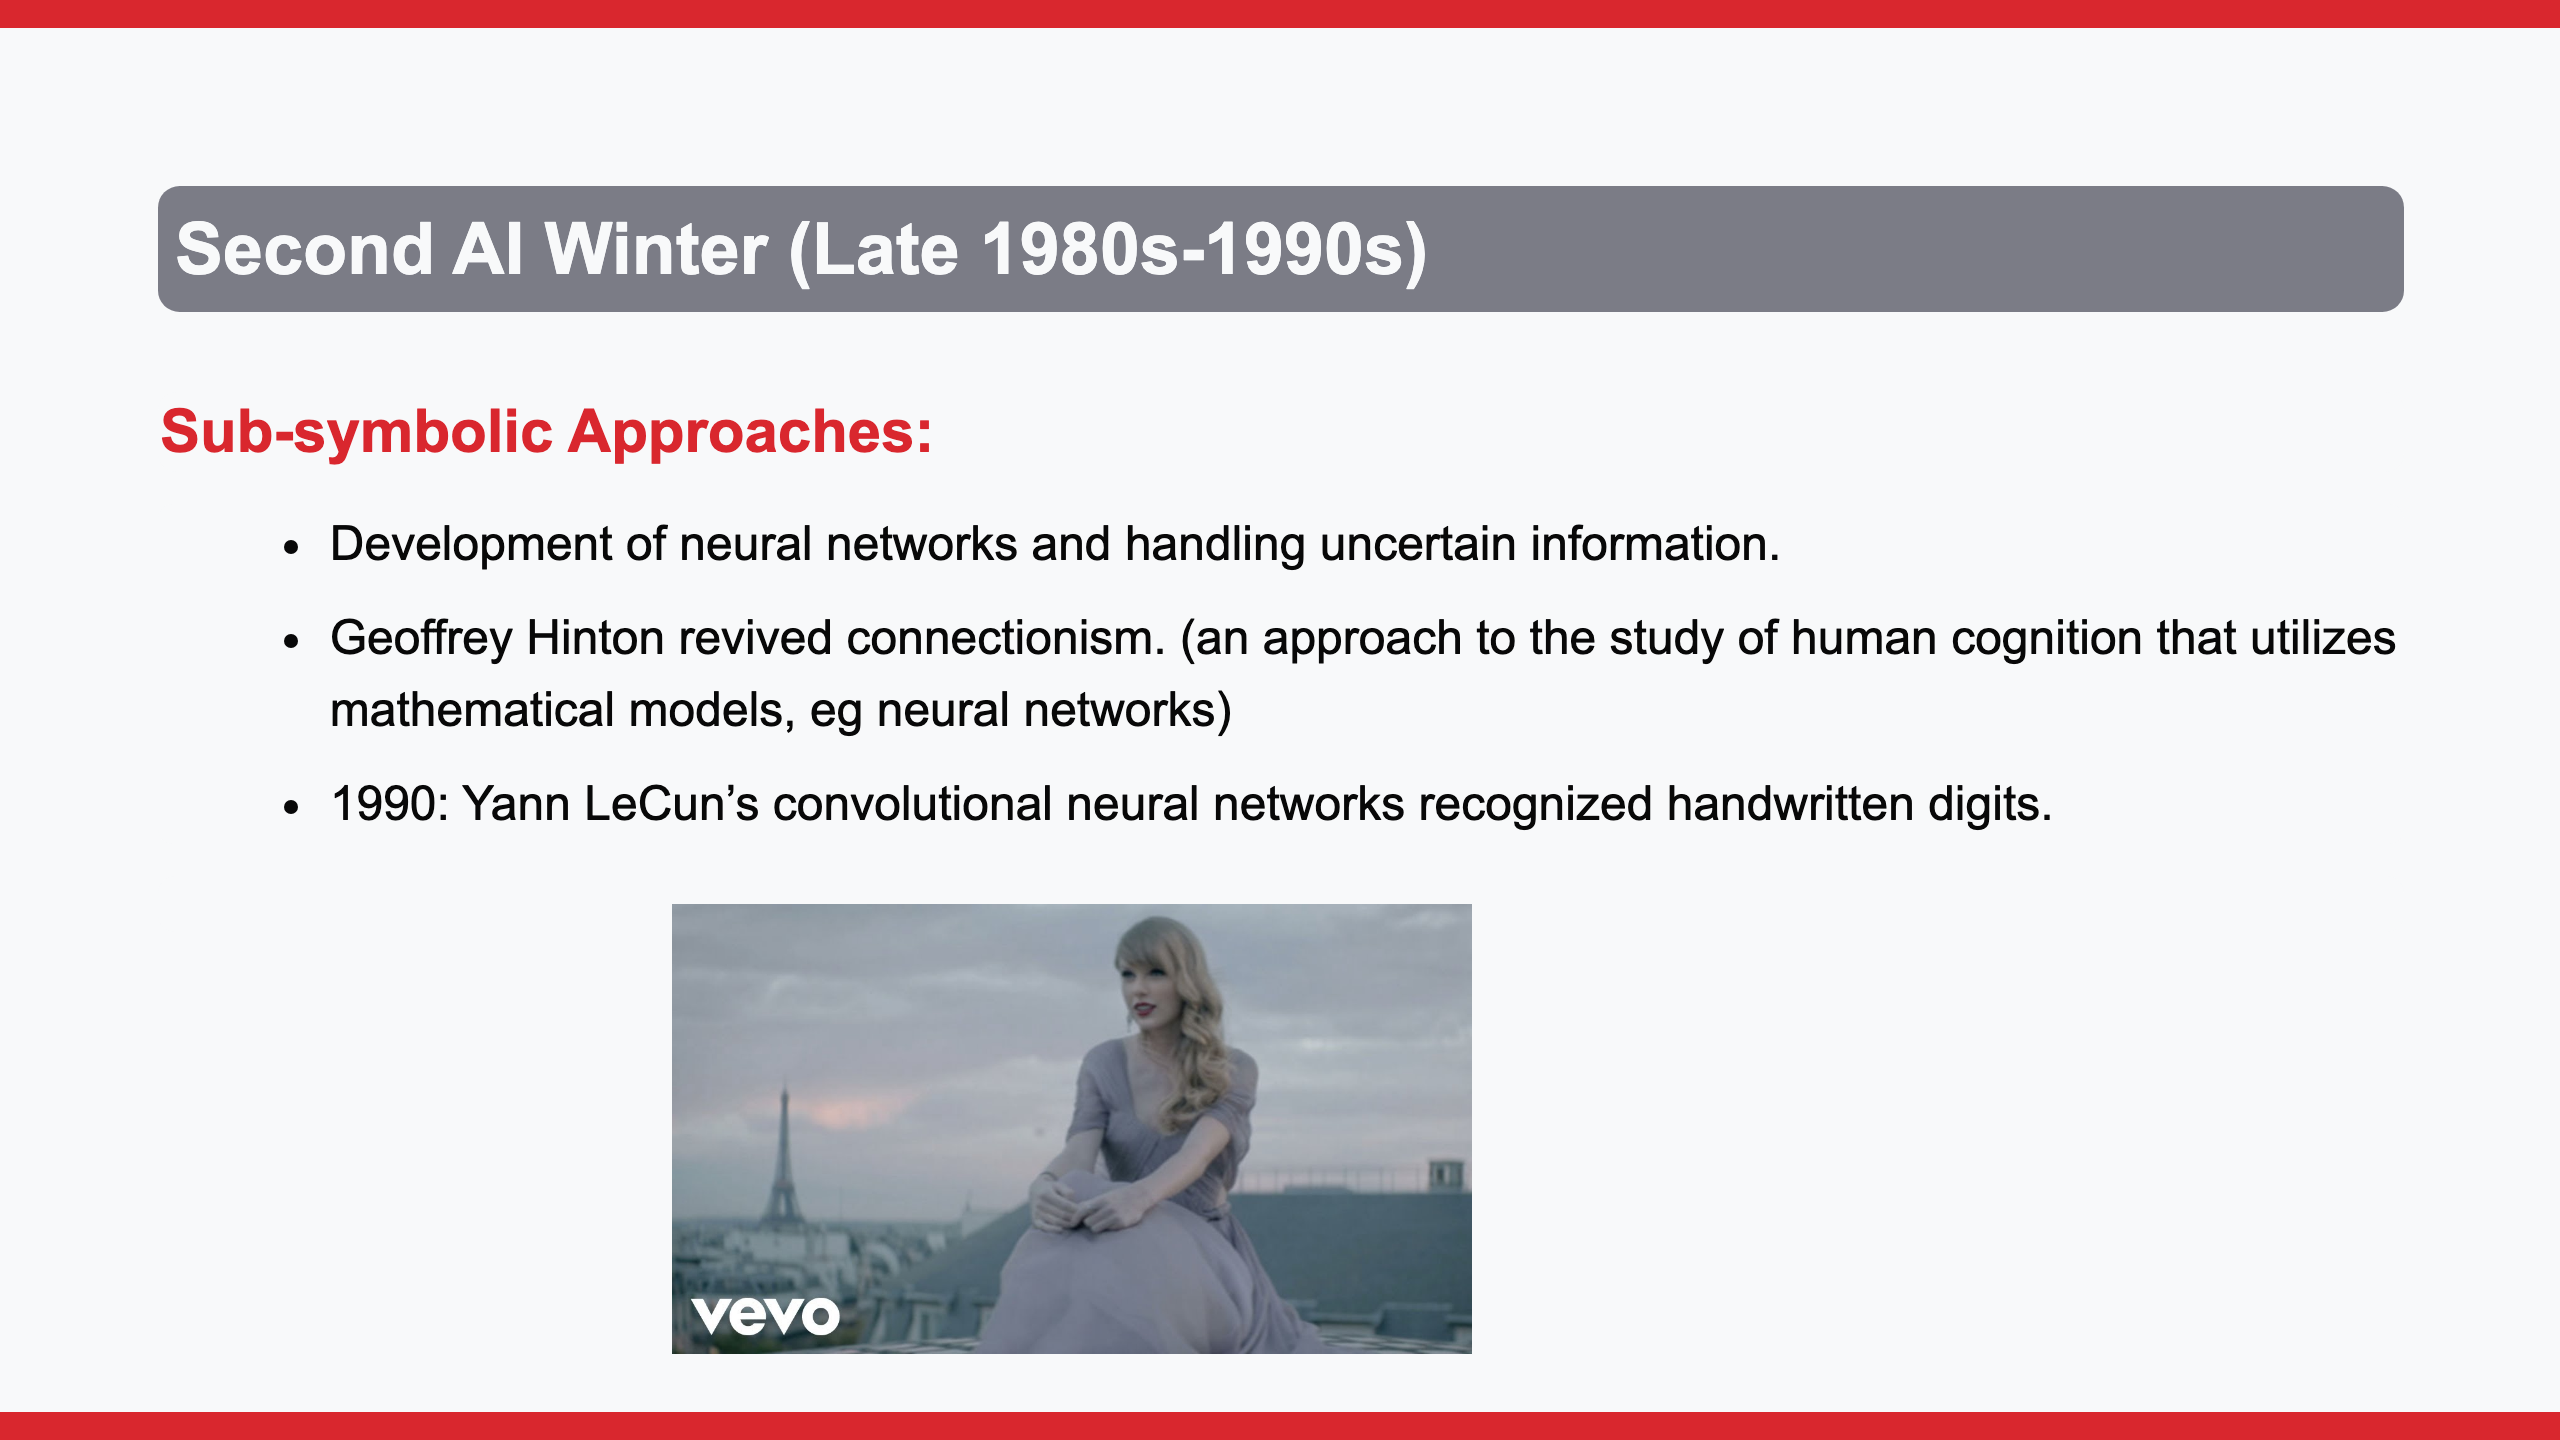 Second AI Winter (Late 1980s-1990s)
Sub-symbolic Approaches:
• Development of neural networks and handling uncertain information.
• Geoffrey Hinton revived connectionism. (an approach to the study of human cognition that utilizes
mathematical models, eg neural networks)
• 1990: Yann LeCun’s convolutional neural networks recognized handwritten digits.
vevo